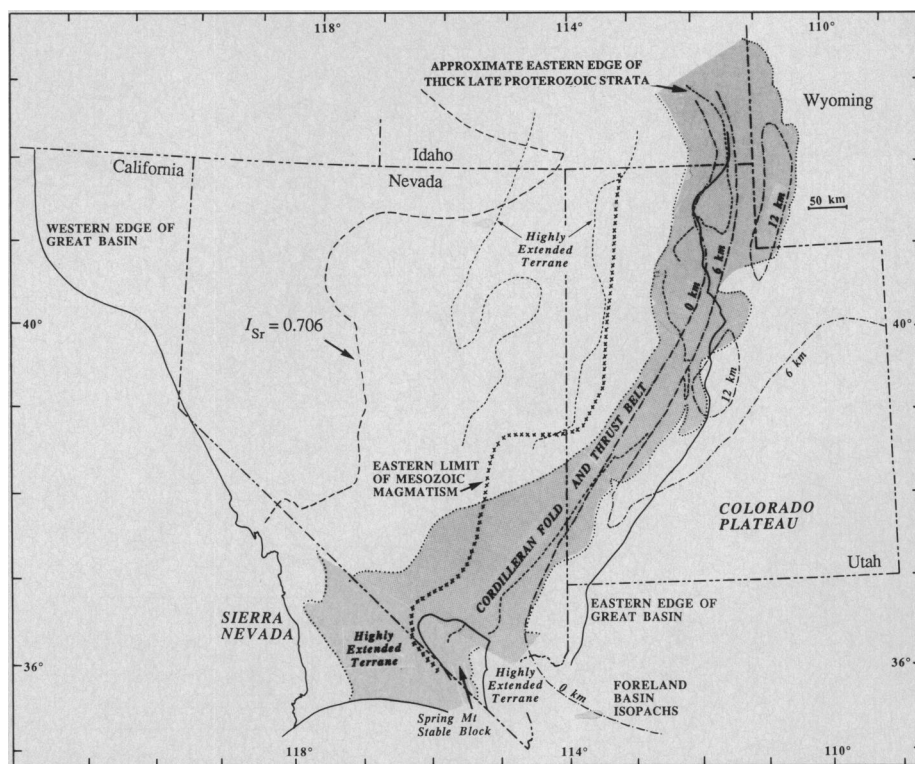 118°
114°
110°
APPROXIMATE EASTERN EDGE OF
THICK LATE PROTEROZOIC STRATA
Wyoming
Idaho
California
Nevada
50 km
WESTERN EDGE OF
GREAT BASIN
Highly
Extended
Terrane
12 km
6 km
0 km
40°
40°
I Sr = 0.706
6 km
12 km
CORDILLERAN FOLD AND THRUST BELT
EASTERN LIMIT
OF MESOZOIC
MAGMATISM
COLORADO
PLATEAU
Utah
EASTERN EDGE OF
GREAT BASIN
SIERRA
NEVADA
Highly
Extended
Terrane
36°
36°
Highly
Extended
Terrane
0 km
FORELAND
BASIN
ISOPACHS
Spring Mt
Stable Block
118°
114°
110°